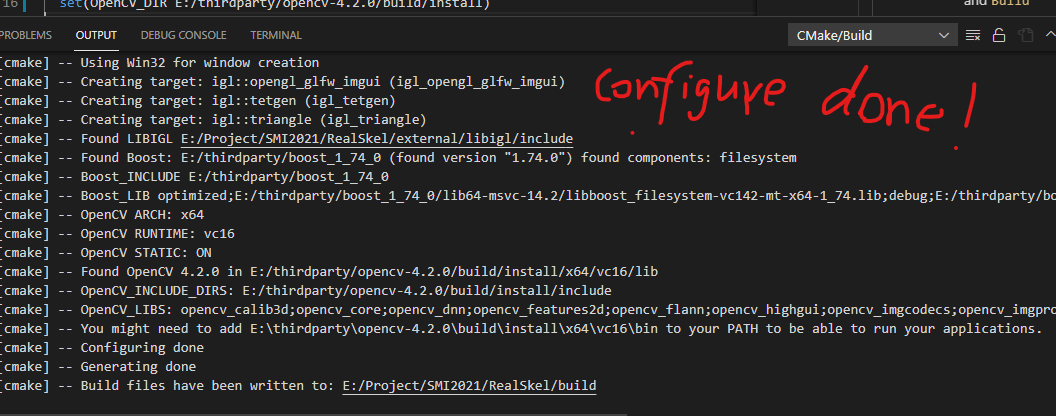 16 set(OpenCV_DIR E:/thirdparty/opencv-4.2.0/build/install)
and Build
PROBLEMS OUTPUT DEBUG CONSOLE TERMINAL CMake/Build
[cmake] -- Using Win32 for window creation
[cmake] -- Creating target: igl::opengl_glfw_imgui (igl_opengl_glfw_imgui)
[cmake] -- Creating target: igl::tetgen (igl_tetgen)
[cmake] -- Creating target: igl::triangle (igl_triangle)
configure done!
[cmake] -- Found LIBIGL E:/Project/SMI2021/RealSkel/external/libigl/include
[cmake] -- Found Boost: E:/thirdparty/boost_1_74_0 (found version "1.74.0") found components: filesystem
[cmake] -- Boost_INCLUDE E:/thirdparty/boost_1_74_0
[cmake] -- Boost_LIB optimized;E:/thirdparty/boost_1_74_0/lib64-msvc-14.2/libboost_filesystem-vc142-mt-x64-1_74.lib;debug;E:/thirdparty/bo
[cmake] -- OpenCV ARCH: x64
[cmake] -- OpenCV RUNTIME: vc16
[cmake] -- OpenCV STATIC: ON
[cmake] -- Found OpenCV 4.2.0 in E:/thirdparty/opencv-4.2.0/build/install/x64/vc16/lib
[cmake] -- OpenCV_INCLUDE_DIRS: E:/thirdparty/opencv-4.2.0/build/install/include
[cmake] -- OpenCV_LIBS: opencv_calib3d;opencv_core;opencv_dnn;opencv_features2d;opencv_flann;opencv_highgui;opencv_imgcodecs;opencv_imgpro
[cmake] -- You might need to add E:\thirdparty\opencv-4.2.0\build\install\x64\vc16\bin to your PATH to be able to run your applications.
[cmake] -- Configuring done
[cmake] -- Generating done
[cmake] -- Build files have been written to: E:/Project/SMI2021/RealSkel/build